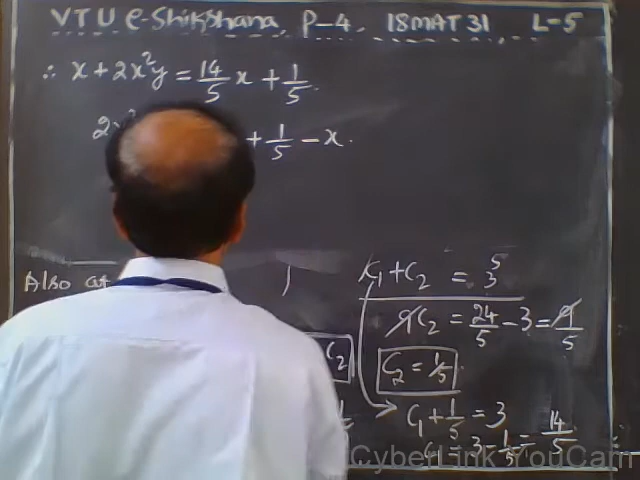 VTU e-Shikshana, P-4, 18MAT31 L-5
∴ x + 2x²y = 14/5 x + 1/5.
2 + 1/5 - x.
Also at
C₁ + C₂ = 3
9C₂ = 24/5 - 3 = 9/5
C₂
C₂ = 1/5
C₁ + 1/5 = 3
C₁ = 3 - 1/5 = 14/5
CyberLink YouCam